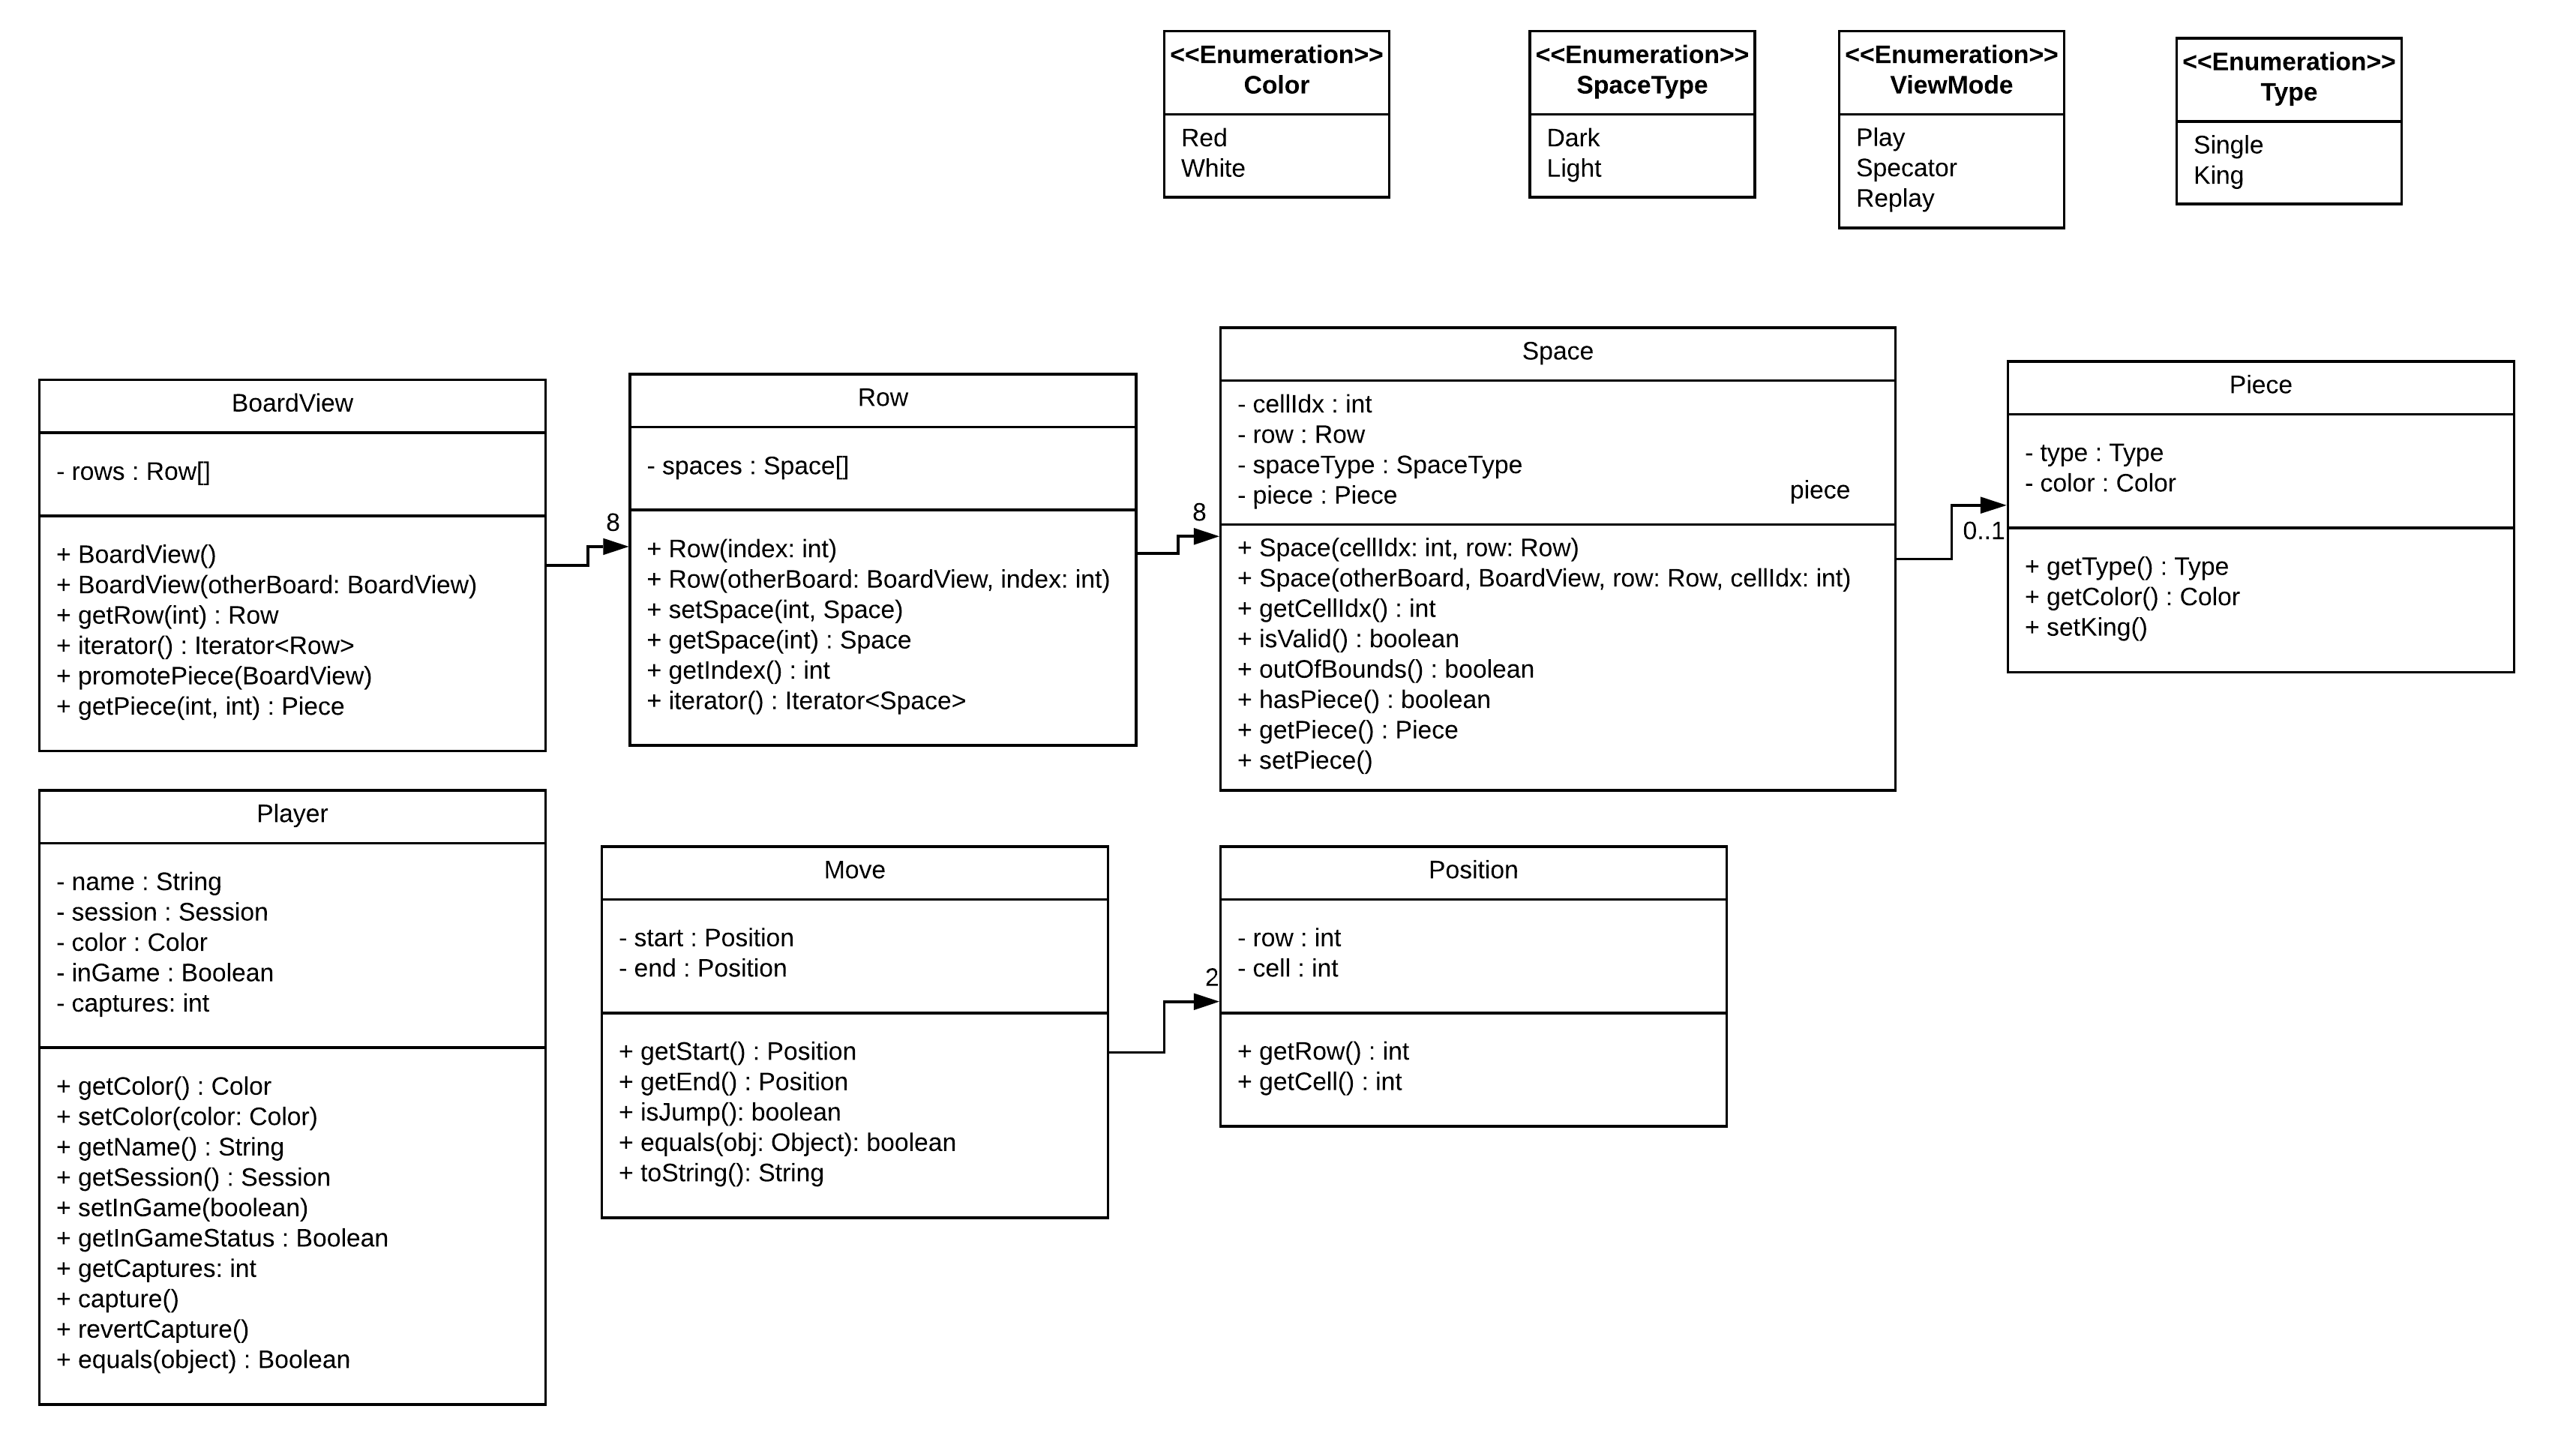 <<Enumeration>>
Color
Red
White
<<Enumeration>>
SpaceType
Dark
Light
<<Enumeration>>
ViewMode
Play
Specator
Replay
<<Enumeration>>
Type
Single
King
BoardView
- rows : Row[]
+ BoardView()
+ BoardView(otherBoard: BoardView)
+ getRow(int) : Row
+ iterator() : Iterator<Row>
+ promotePiece(BoardView)
+ getPiece(int, int) : Piece
8
Row
- spaces : Space[]
+ Row(index: int)
+ Row(otherBoard: BoardView, index: int)
+ setSpace(int, Space)
+ getSpace(int) : Space
+ getIndex() : int
+ iterator() : Iterator<Space>
8
Space
- cellIdx : int
- row : Row
- spaceType : SpaceType
- piece : Piece
piece
+ Space(cellIdx: int, row: Row)
+ Space(otherBoard, BoardView, row: Row, cellIdx: int)
+ getCellIdx() : int
+ isValid() : boolean
+ outOfBounds() : boolean
+ hasPiece() : boolean
+ getPiece() : Piece
+ setPiece()
0..1
Piece
- type : Type
- color : Color
+ getType() : Type
+ getColor() : Color
+ setKing()
Player
- name : String
- session : Session
- color : Color
- inGame : Boolean
- captures: int
+ getColor() : Color
+ setColor(color: Color)
+ getName() : String
+ getSession() : Session
+ setInGame(boolean)
+ getInGameStatus : Boolean
+ getCaptures: int
+ capture()
+ revertCapture()
+ equals(object) : Boolean
Move
- start : Position
- end : Position
+ getStart() : Position
+ getEnd() : Position
+ isJump(): boolean
+ equals(obj: Object): boolean
+ toString(): String
2
Position
- row : int
- cell : int
+ getRow() : int
+ getCell() : int